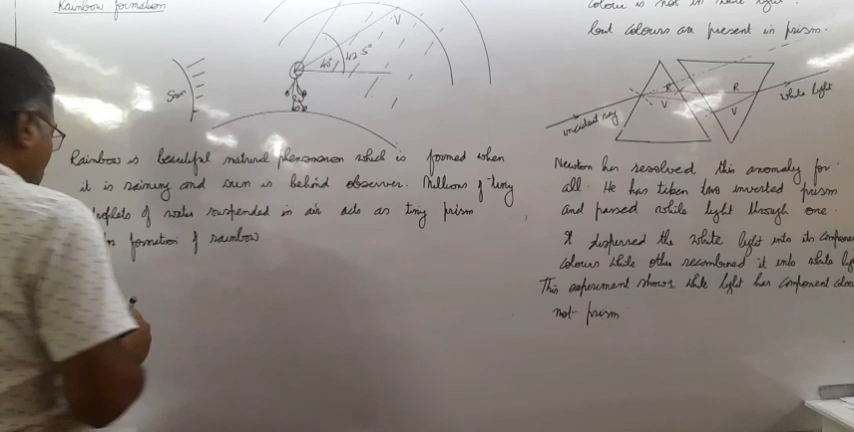 Rainbow formation
V
40°
42.5°
Sun
Rainbow is beautiful natural phenomenon which is formed when
it is raining and sun is behind observer. Millions of tiny
droplets of water suspended in air acts as tiny prism
in formation of rainbow
colour is not in white light
but colours are present in prism.
R
V
R
V
incident ray
white light
Newton has resolved this anomaly for
all. He has taken two inverted prism
and passed while light through one.
It dispersed the white light into its componen
colours while other recombined it into white lig
This experiment shows white light has component colou
not prism